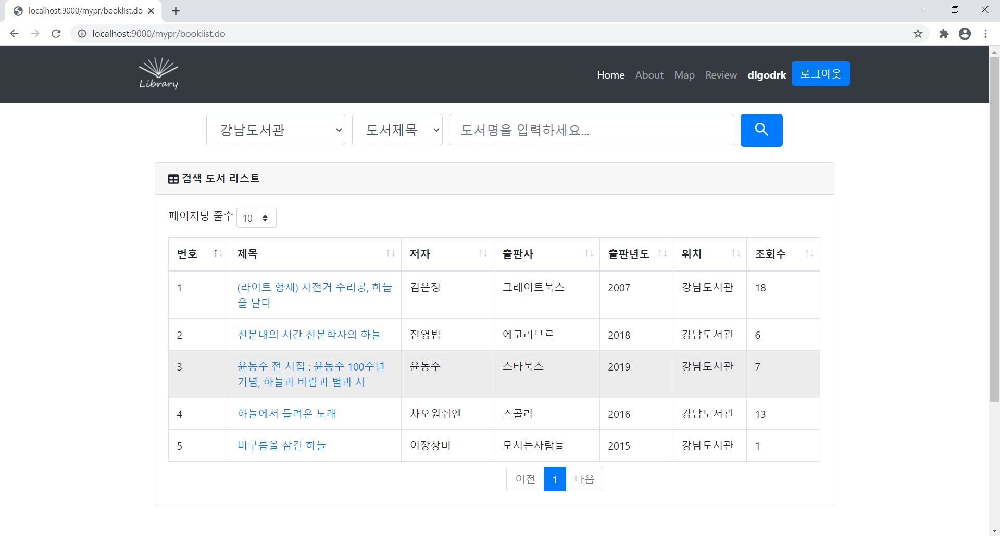 localhost:9000/mypr/booklist.do
localhost:9000/mypr/booklist.do
Library
Home About Map Review dlgodrk 로그아웃
강남도서관 도서제목 도서명을 입력하세요...
검색 도서 리스트
페이지당 줄수 10
번호 제목 저자 출판사 출판년도 위치 조회수
1 (라이트 형제) 자전거 수리공, 하늘 김은정 그레이트북스 2007 강남도서관 18
을 날다
2 천문대의 시간 천문학자의 하늘 전영범 에코리브르 2018 강남도서관 6
3 윤동주 전 시집 : 윤동주 100주년 윤동주 스타북스 2019 강남도서관 7
기념, 하늘과 바람과 별과 시
4 하늘에서 들려온 노래 차오원쉬엔 스콜라 2016 강남도서관 13
5 비구름을 삼킨 하늘 이장상미 모시는사람들 2015 강남도서관 1
이전 1 다음